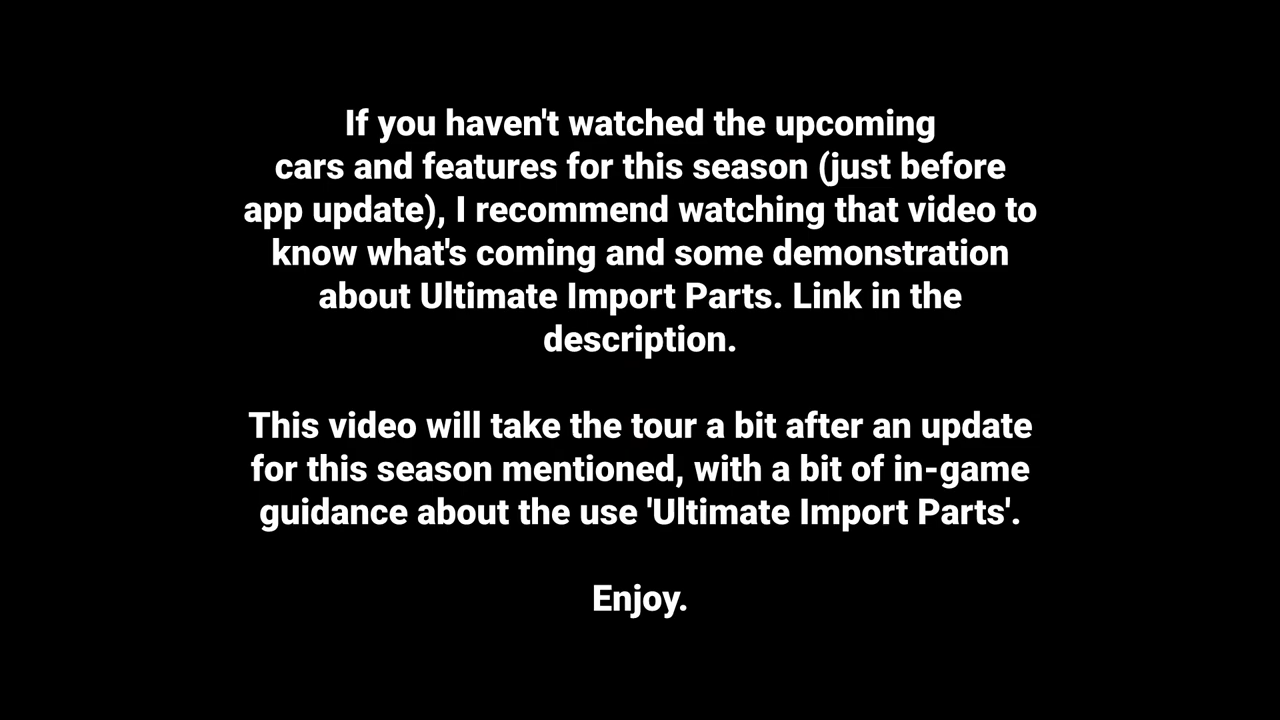 If you haven't watched the upcoming
cars and features for this season (just before
app update), I recommend watching that video to
know what's coming and some demonstration
about Ultimate Import Parts. Link in the
description.
This video will take the tour a bit after an update
for this season mentioned, with a bit of in-game
guidance about the use 'Ultimate Import Parts'.
Enjoy.